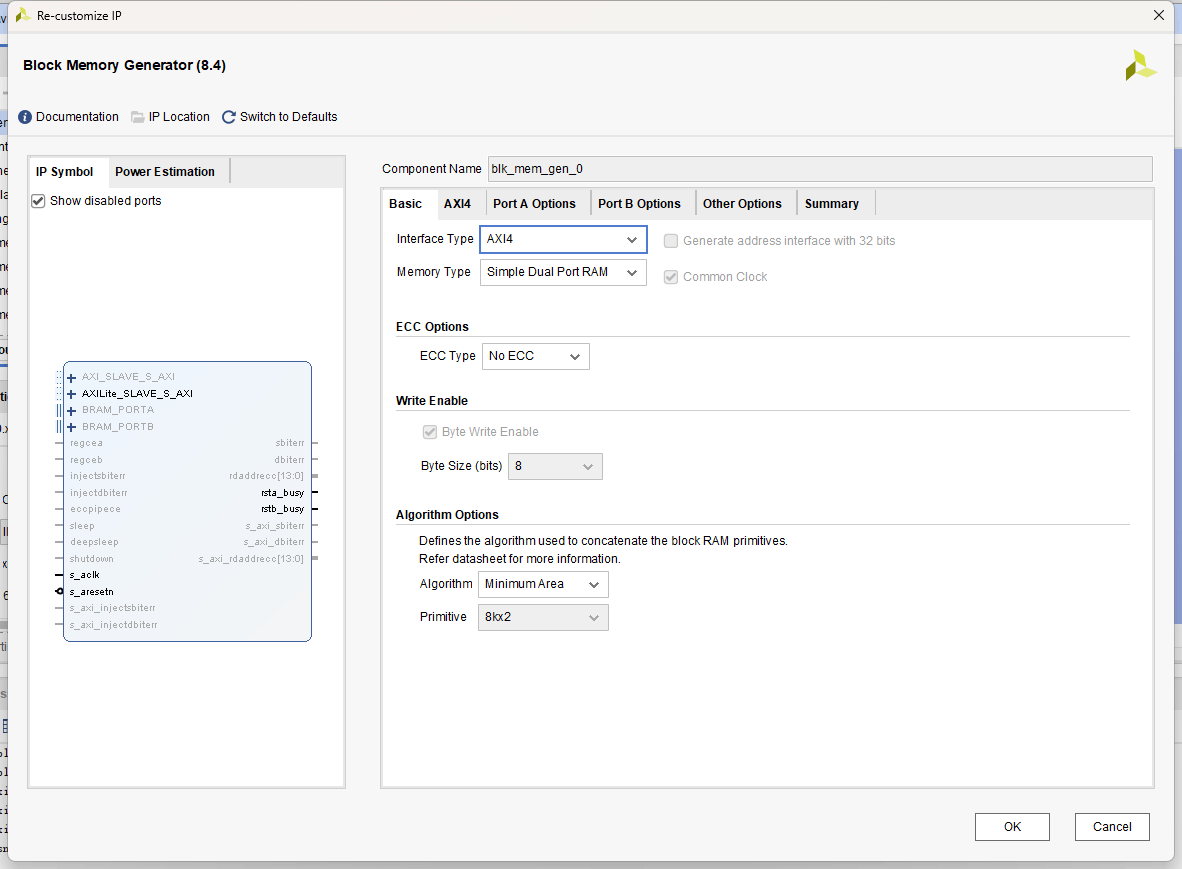 Re-customize IP
Block Memory Generator (8.4)
Documentation IP Location Switch to Defaults
IP Symbol Power Estimation
Show disabled ports
AXI_SLAVE_S_AXI
AXILite_SLAVE_S_AXI
BRAM_PORTA
BRAM_PORTB
regcea sbiterr
regceb dbiterr
injectsbiterr rdaddrecc[13:0]
injectdbiterr rsta_busy
eccpipece rstb_busy
sleep s_axi_sbiterr
deepsleep s_axi_dbiterr
shutdown s_axi_rdaddrecc[13:0]
s_aclk
s_aresetn
s_axi_injectsbiterr
s_axi_injectdbiterr
Component Name blk_mem_gen_0
Basic AXI4 Port A Options Port B Options Other Options Summary
Interface Type AXI4 Generate address interface with 32 bits
Memory Type Simple Dual Port RAM Common Clock
ECC Options
ECC Type No ECC
Write Enable
Byte Write Enable
Byte Size (bits) 8
Algorithm Options
Defines the algorithm used to concatenate the block RAM primitives.
Refer datasheet for more information.
Algorithm Minimum Area
Primitive 8kx2
OK Cancel